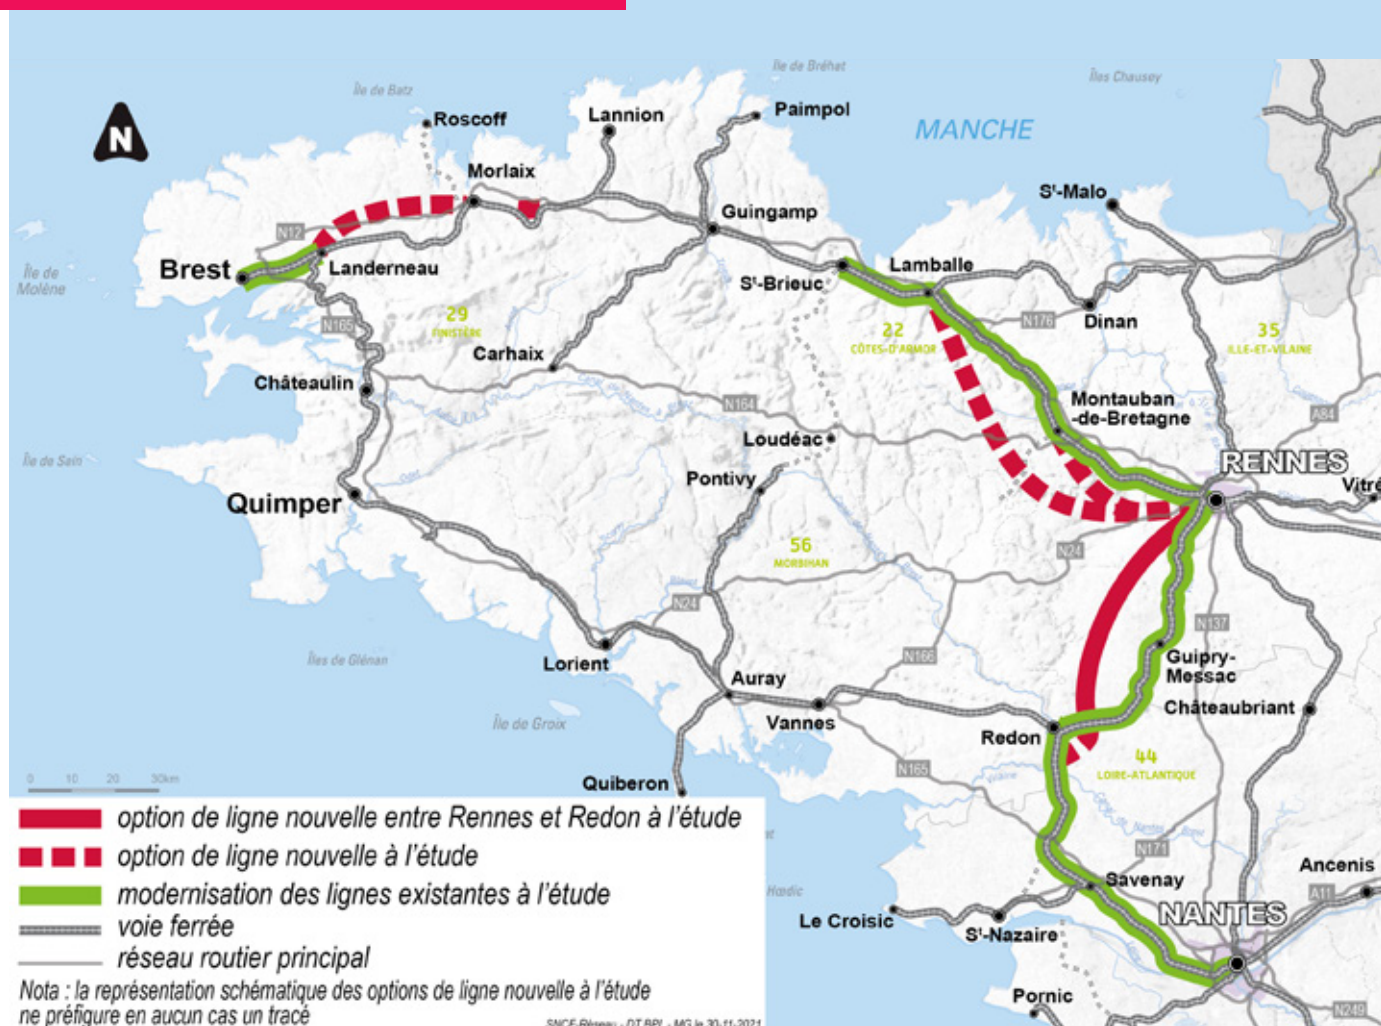 Île de Bréhat
Îles Chausey
Île de Batz
Roscoff
Lannion
Paimpol
MANCHE
N
Morlaix
Sᵗ-Malo
Guingamp
N12
Brest
Landerneau
Île de
Molène
Sᵗ-Brieuc
Lamballe
N165
29
FINISTÈRE
22
CÔTES-D'ARMOR
N176
Dinan
35
ILLE-ET-VILAINE
Carhaix
Châteaulin
N164
Montauban
-de-Bretagne
A84
Loudéac
RENNES
Île de Sein
Pontivy
Vitré
Quimper
56
MORBIHAN
N24
N24
N137
Îles de Glénan
Lorient
N166
Guipry-
Messac
Auray
Île de Groix
Vannes
Châteaubriant
Redon
44
LOIRE-ATLANTIQUE
N165
Vilaine
Canal de Nantes à Brest
Quiberon
0 10 20 30km
option de ligne nouvelle entre Rennes et Redon à l'étude
option de ligne nouvelle à l'étude
modernisation des lignes existantes à l'étude
voie ferrée
réseau routier principal
Nota : la représentation schématique des options de ligne nouvelle à l'étude
ne préfigure en aucun cas un tracé
SNCF-Réseau - DT BPL - MG le 30-11-2021
Hœdic
N171
Ancenis
Savenay
A11
Le Croisic
Sᵗ-Nazaire
NANTES
Pornic
N249